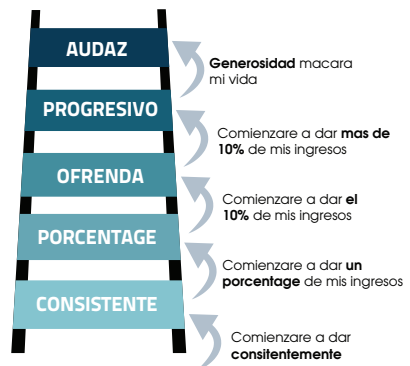 AUDAZ
Generosidad macara
mi vida
PROGRESIVO
Comienzare a dar mas de
10% de mis ingresos
OFRENDA
Comienzare a dar el
10% de mis ingresos
PORCENTAGE
Comienzare a dar un
porcentage de mis ingresos
CONSISTENTE
Comienzare a dar
consitentemente